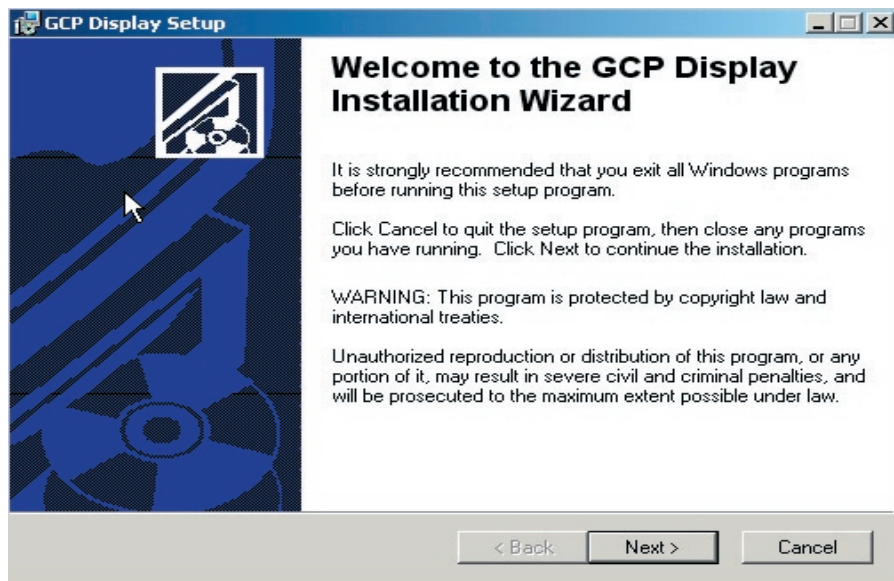 GCP Display Setup
Welcome to the GCP Display
Installation Wizard
It is strongly recommended that you exit all Windows programs
before running this setup program.
Click Cancel to quit the setup program, then close any programs
you have running.  Click Next to continue the installation.
WARNING: This program is protected by copyright law and
international treaties.
Unauthorized reproduction or distribution of this program, or any
portion of it, may result in severe civil and criminal penalties, and
will be prosecuted to the maximum extent possible under law.
< Back
Next >
Cancel